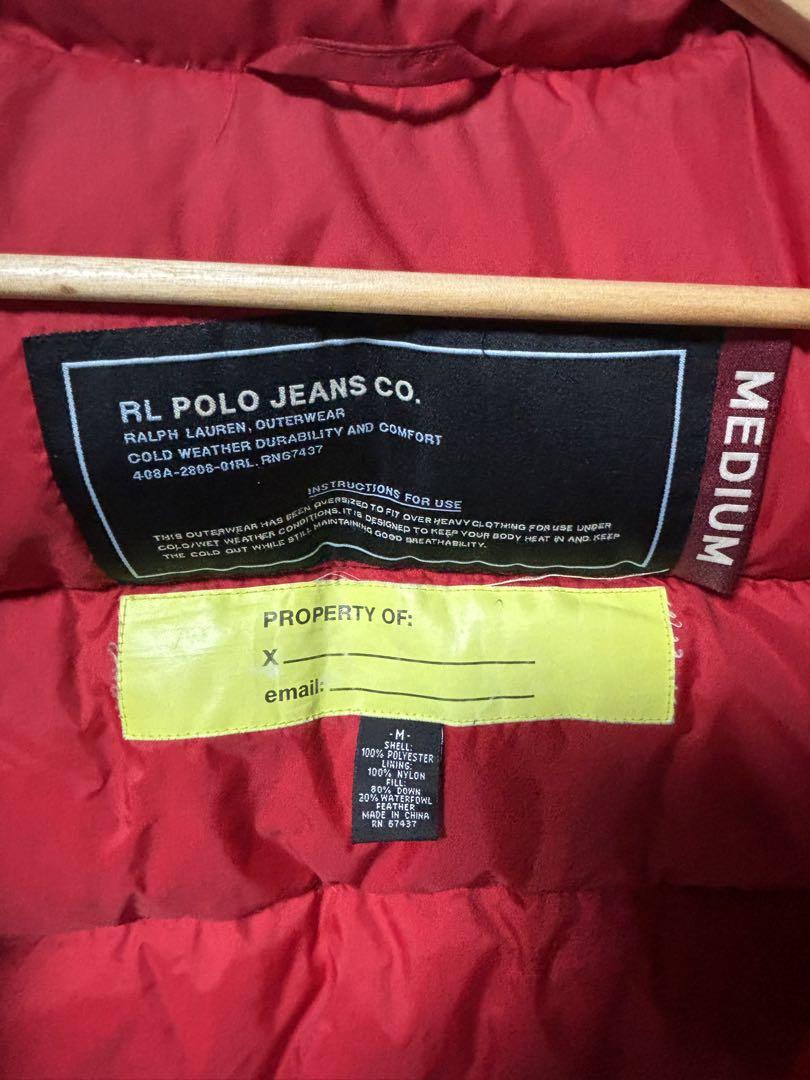 RL POLO JEANS CO.
RALPH LAUREN, OUTERWEAR
COLD WEATHER DURABILITY AND COMFORT
408A-2808-01RL. RN67437
INSTRUCTIONS FOR USE
THIS OUTERWEAR HAS BEEN OVERSIZED TO FIT OVER HEAVY CLOTHING FOR USE UNDER
COLD/WET WEATHER CONDITIONS. IT IS DESIGNED TO KEEP YOUR BODY HEAT IN AND KEEP
THE COLD OUT WHILE STILL MAINTAINING GOOD BREATHABILITY.
MEDIUM
PROPERTY OF:
X
email:
-M-
SHELL:
100% POLYESTER
LINING:
100% NYLON
FILL:
80% DOWN
20% WATERFOWL
FEATHER
MADE IN CHINA
RN 67437